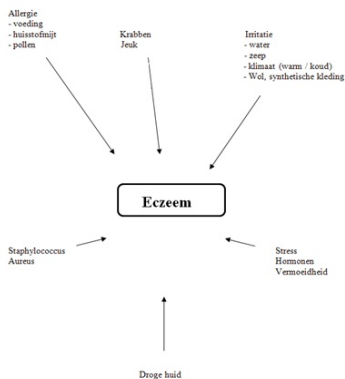 Allergie
- voeding
- huisstofmijt
- pollen
Krabben
Jeuk
Irritatie
- water
- zeep
- klimaat (warm / koud)
- Wol, synthetische kleding
Eczeem
Staphylococcus
Aureus
Stress
Hormonen
Vermoeidheid
Droge huid